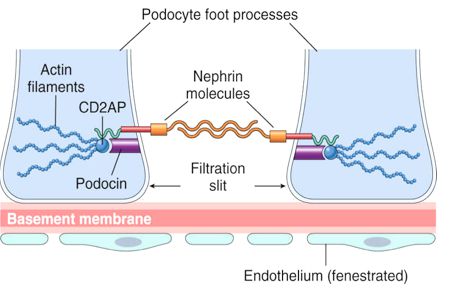 Podocyte foot processes
Actin
filaments
CD2AP
Nephrin
molecules
Podocin
Filtration
slit
Basement membrane
Endothelium (fenestrated)